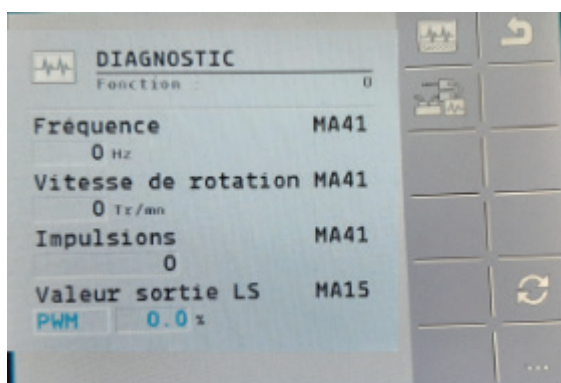 DIAGNOSTIC
Fonction : 0
Fréquence MA41
0 Hz
Vitesse de rotation MA41
0 Tr/mn
Impulsions MA41
0
Valeur sortie LS MA15
PWM 0.0 %
...